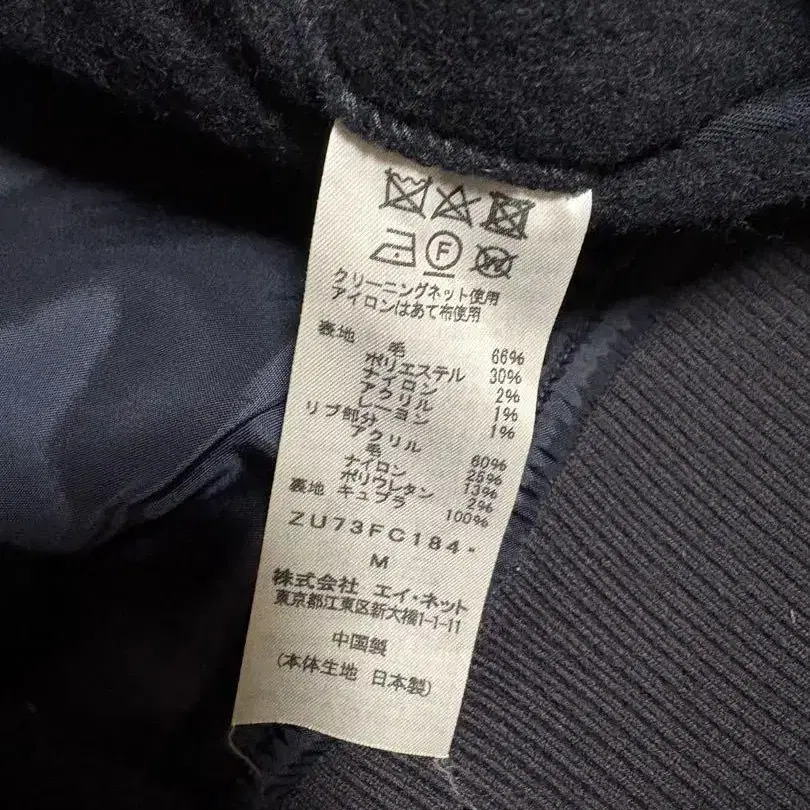 F
W
クリーニングネット使用
アイロンはあて布使用
表地 毛 66%
ポリエステル 30%
ナイロン 2%
アクリル 1%
レーヨン 1%
リブ部分
アクリル 60%
毛 25%
ナイロン 13%
ポリウレタン 2%
裏地 キュプラ 100%
ZU73FC184"
M
株式会社 エイ・ネット
東京都江東区新大橋1-1-11
中国製
(本体生地 日本製)